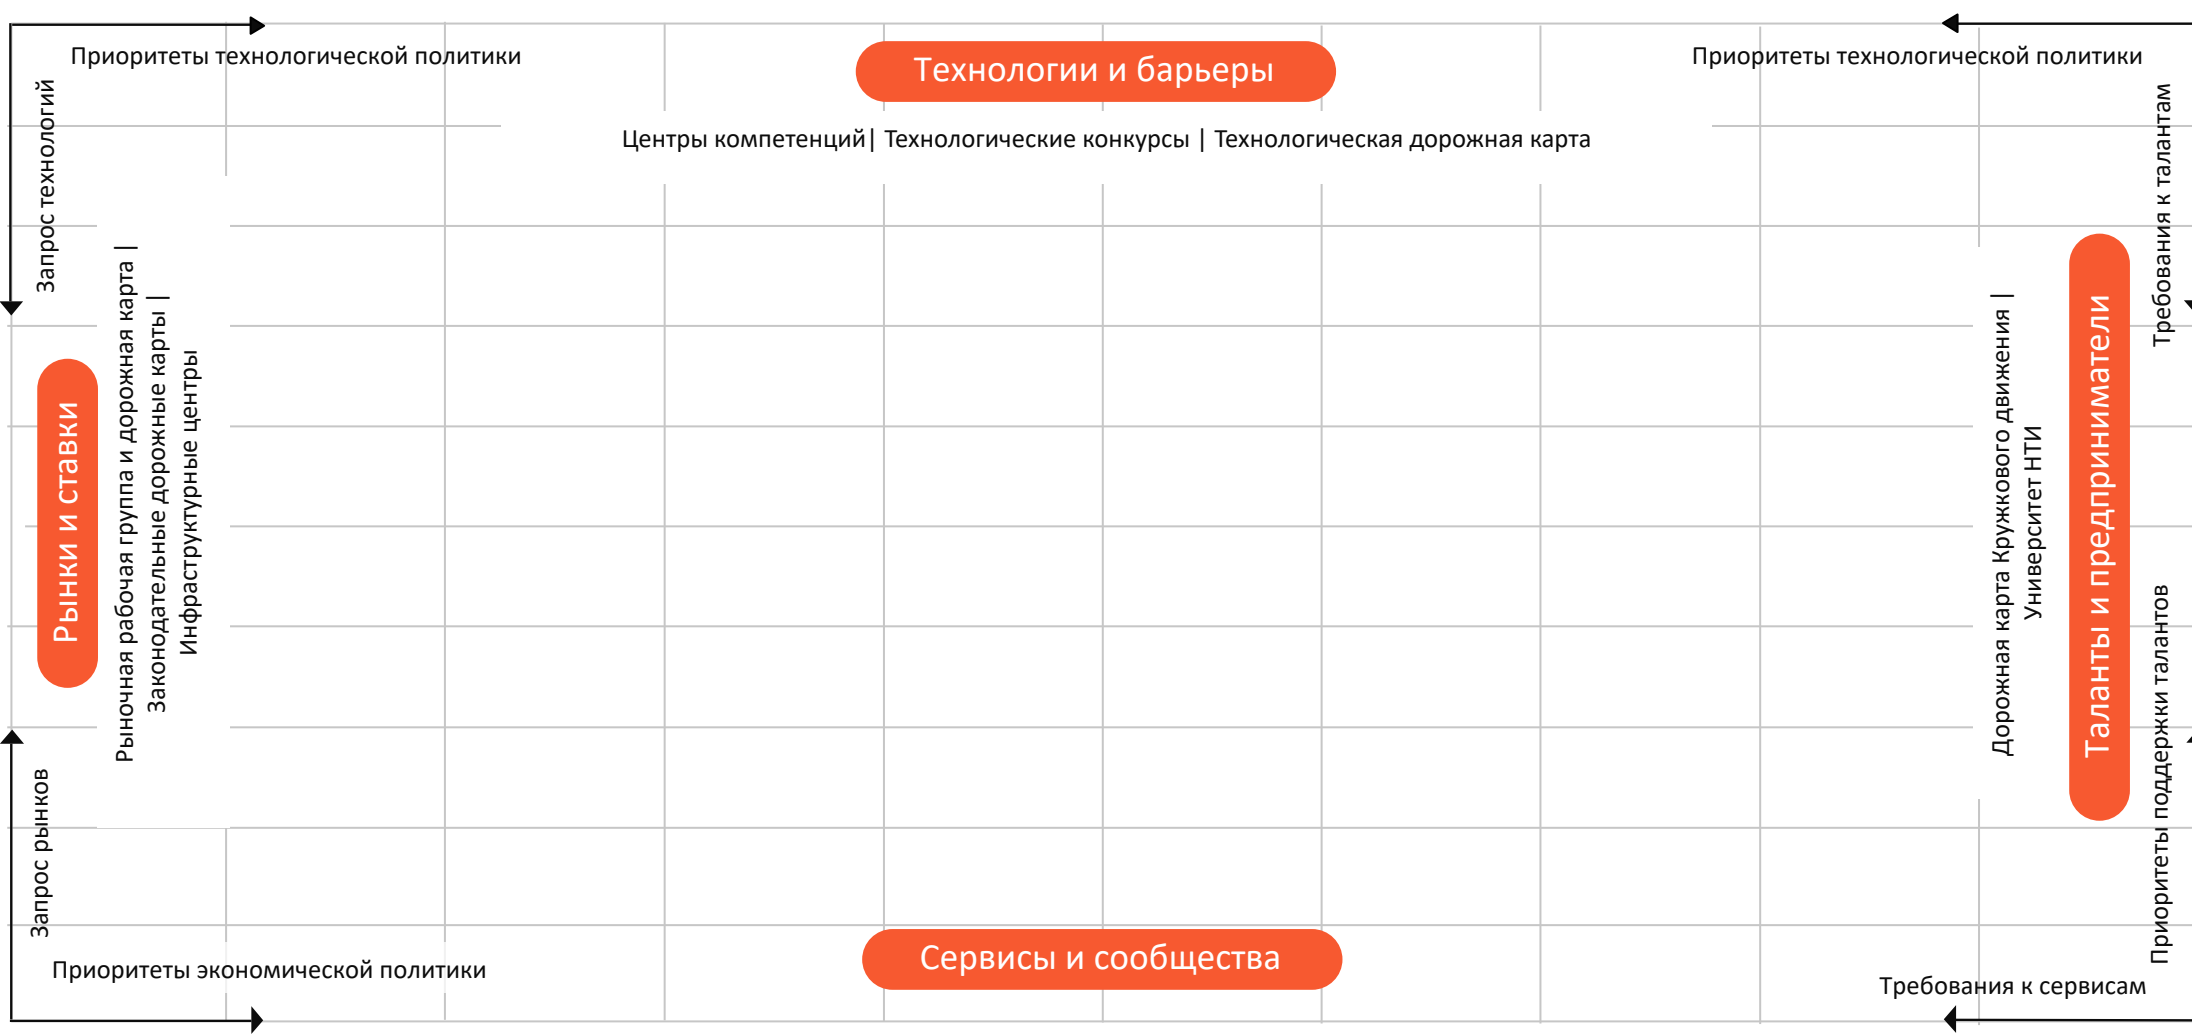 Приоритеты технологической политики
Технологии и барьеры
Приоритеты технологической политики
Центры компетенций| Технологические конкурсы | Технологическая дорожная карта
Запрос технологий
Рынки и ставки
Рыночная рабочая группа и дорожная карта |
Законодательные дорожные карты |
Инфраструктурные центры
Запрос рынков
Дорожная карта Кружкового движения |
Университет НТИ
Таланты и предприниматели
Требования к талантам
Приоритеты поддержки талантов
Приоритеты экономической политики
Сервисы и сообщества
Требования к сервисам